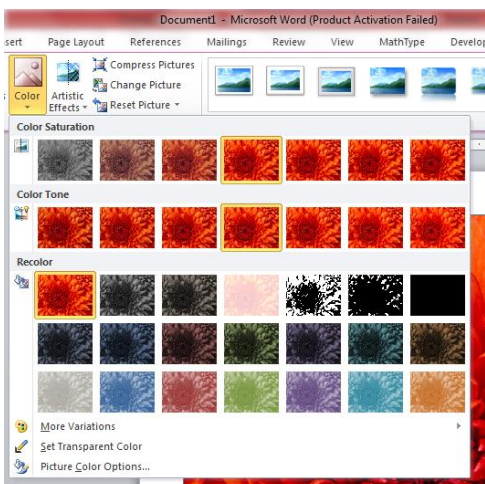 Document1 - Microsoft Word (Product Activation Failed)
sert Page Layout References Mailings Review View MathType Develop
Compress Pictures
Change Picture
Color Artistic Effects Reset Picture
Color Saturation
Color Tone
Recolor
More Variations
Set Transparent Color
Picture Color Options...